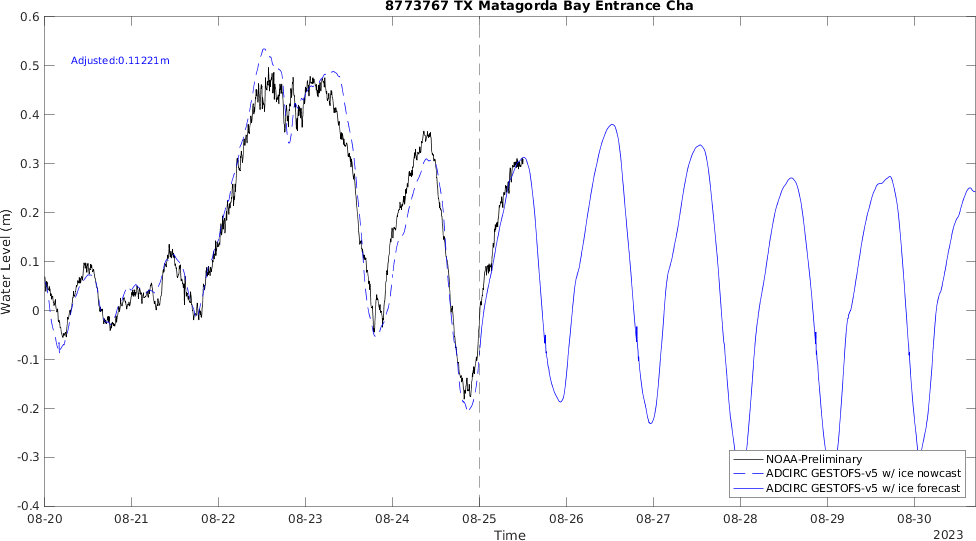 8773767 TX Matagorda Bay Entrance Cha
Adjusted:0.11221m
Water Level (m)
0.6
0.5
0.4
0.3
0.2
0.1
0
-0.1
-0.2
-0.3
-0.4
NOAA-Preliminary
ADCIRC GESTOFS-v5 w/ ice nowcast
ADCIRC GESTOFS-v5 w/ ice forecast
08-20 08-21 08-22 08-23 08-24 08-25 08-26 08-27 08-28 08-29 08-30
Time
2023